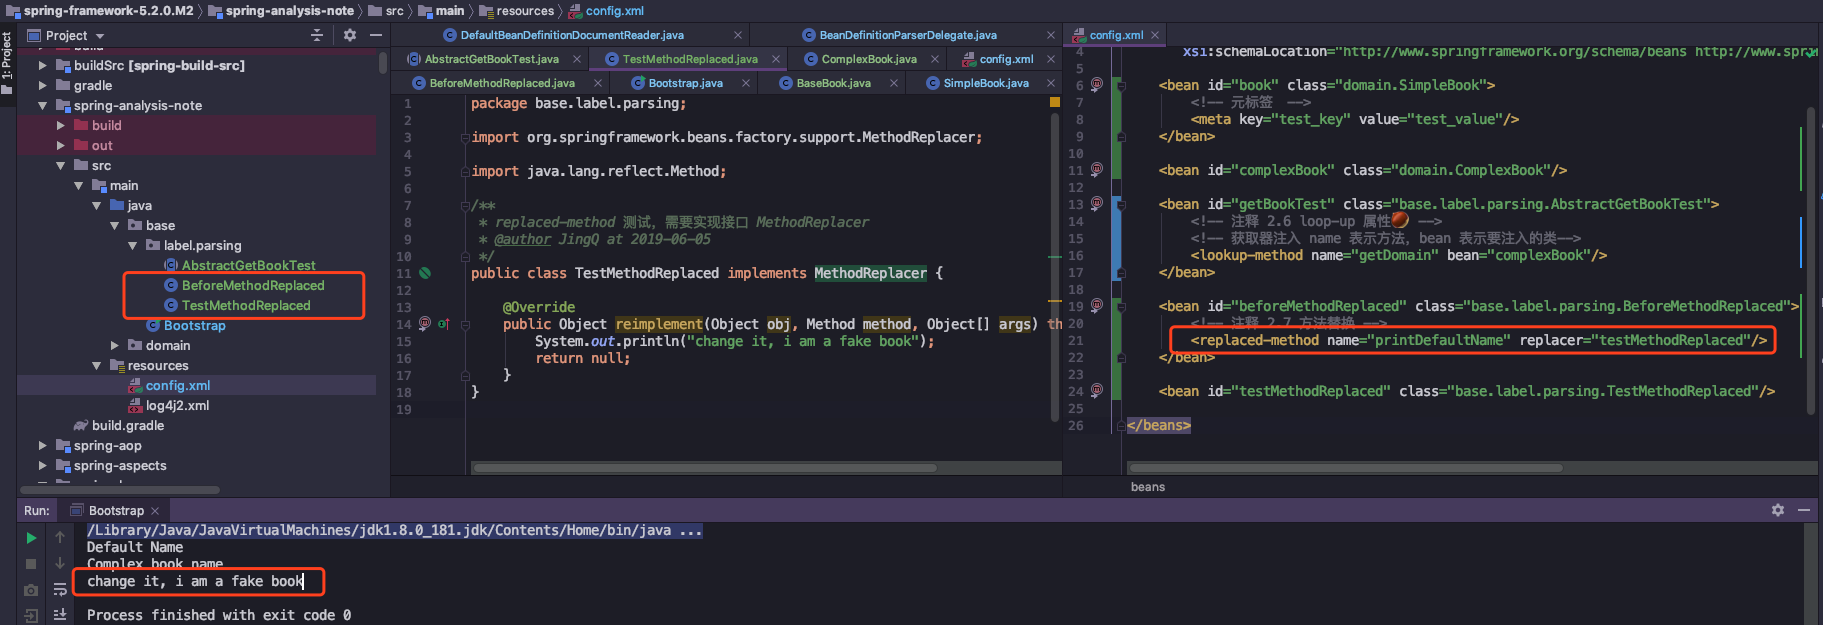 spring-framework-5.2.0.M2 spring-analysis-note src main resources config.xml
1: Project
Project
buildSrc [spring-build-src]
gradle
spring-analysis-note
build
out
src
main
java
base
label.parsing
AbstractGetBookTest
BeforeMethodReplaced
TestMethodReplaced
Bootstrap
domain
resources
config.xml
log4j2.xml
build.gradle
spring-aop
spring-aspects
DefaultBeanDefinitionDocumentReader.java BeanDefinitionParserDelegate.java
AbstractGetBookTest.java TestMethodReplaced.java ComplexBook.java config.xml
BeforeMethodReplaced.java Bootstrap.java BaseBook.java SimpleBook.java
1 package base.label.parsing;
2
3 import org.springframework.beans.factory.support.MethodReplacer;
4
5 import java.lang.reflect.Method;
6
7 /**
8 * replaced-method 测试，需要实现接口 MethodReplacer
9 * @author JingQ at 2019-06-05
10 */
11 public class TestMethodReplaced implements MethodReplacer {
12
13 @Override
14 public Object reimplement(Object obj, Method method, Object[] args) th
15 System.out.println("change it, i am a fake book");
16 return null;
17 }
18 }
19
config.xml
4 xsi:schemaLocation="http://www.springframework.org/schema/beans http://www.spr
5
6 <bean id="book" class="domain.SimpleBook">
7 <!-- 元标签 -->
8 <meta key="test_key" value="test_value"/>
9 </bean>
10
11 <bean id="complexBook" class="domain.ComplexBook"/>
12
13 <bean id="getBookTest" class="base.label.parsing.AbstractGetBookTest">
14 <!-- 注释 2.6 loop-up 属性🏀 -->
15 <!-- 获取器注入 name 表示方法，bean 表示要注入的类-->
16 <lookup-method name="getDomain" bean="complexBook"/>
17 </bean>
18
19 <bean id="beforeMethodReplaced" class="base.label.parsing.BeforeMethodReplaced">
20 <!-- 注释 2.7 方法替换 -->
21 <replaced-method name="printDefaultName" replacer="testMethodReplaced"/>
22 </bean>
23
24 <bean id="testMethodReplaced" class="base.label.parsing.TestMethodReplaced"/>
25
26 </beans>
beans
Run: Bootstrap
/Library/Java/JavaVirtualMachines/jdk1.8.0_181.jdk/Contents/Home/bin/java ...
Default Name
Complex book name
change it, i am a fake book
Process finished with exit code 0